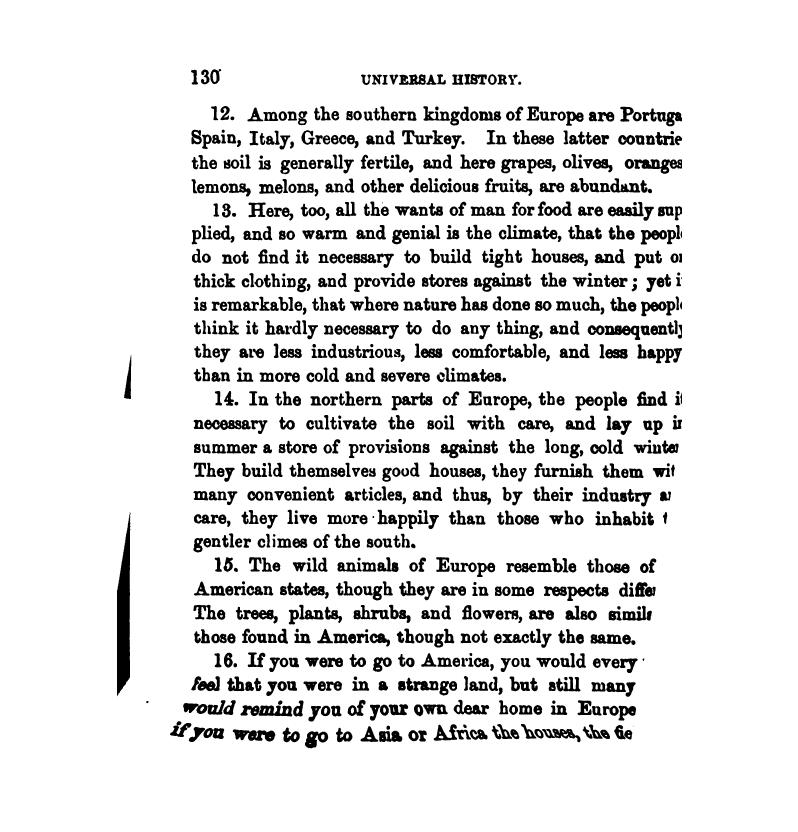 130
UNIVERSAL HISTORY.
12. Among the southern kingdoms of Europe are Portuga
Spain, Italy, Greece, and Turkey. In these latter countrie
the soil is generally fertile, and here grapes, olives, oranges
lemons, melons, and other delicious fruits, are abundant.
13. Here, too, all the wants of man for food are easily sup
plied, and so warm and genial is the climate, that the peopl
do not find it necessary to build tight houses, and put o
thick clothing, and provide stores against the winter; yet i
is remarkable, that where nature has done so much, the peopl
think it hardly necessary to do any thing, and consequently
they are less industrious, less comfortable, and less happy
than in more cold and severe climates.
14. In the northern parts of Europe, the people find it
necessary to cultivate the soil with care, and lay up in
summer a store of provisions against the long, cold winter
They build themselves good houses, they furnish them wit
many convenient articles, and thus, by their industry a
care, they live more happily than those who inhabit t
gentler climes of the south.
15. The wild animals of Europe resemble those of
American states, though they are in some respects differ
The trees, plants, shrubs, and flowers, are also simila
those found in America, though not exactly the same.
16. If you were to go to America, you would every
feel that you were in a strange land, but still many
would remind you of your own dear home in Europe
if you were to go to Asia or Africa the houses, the fie